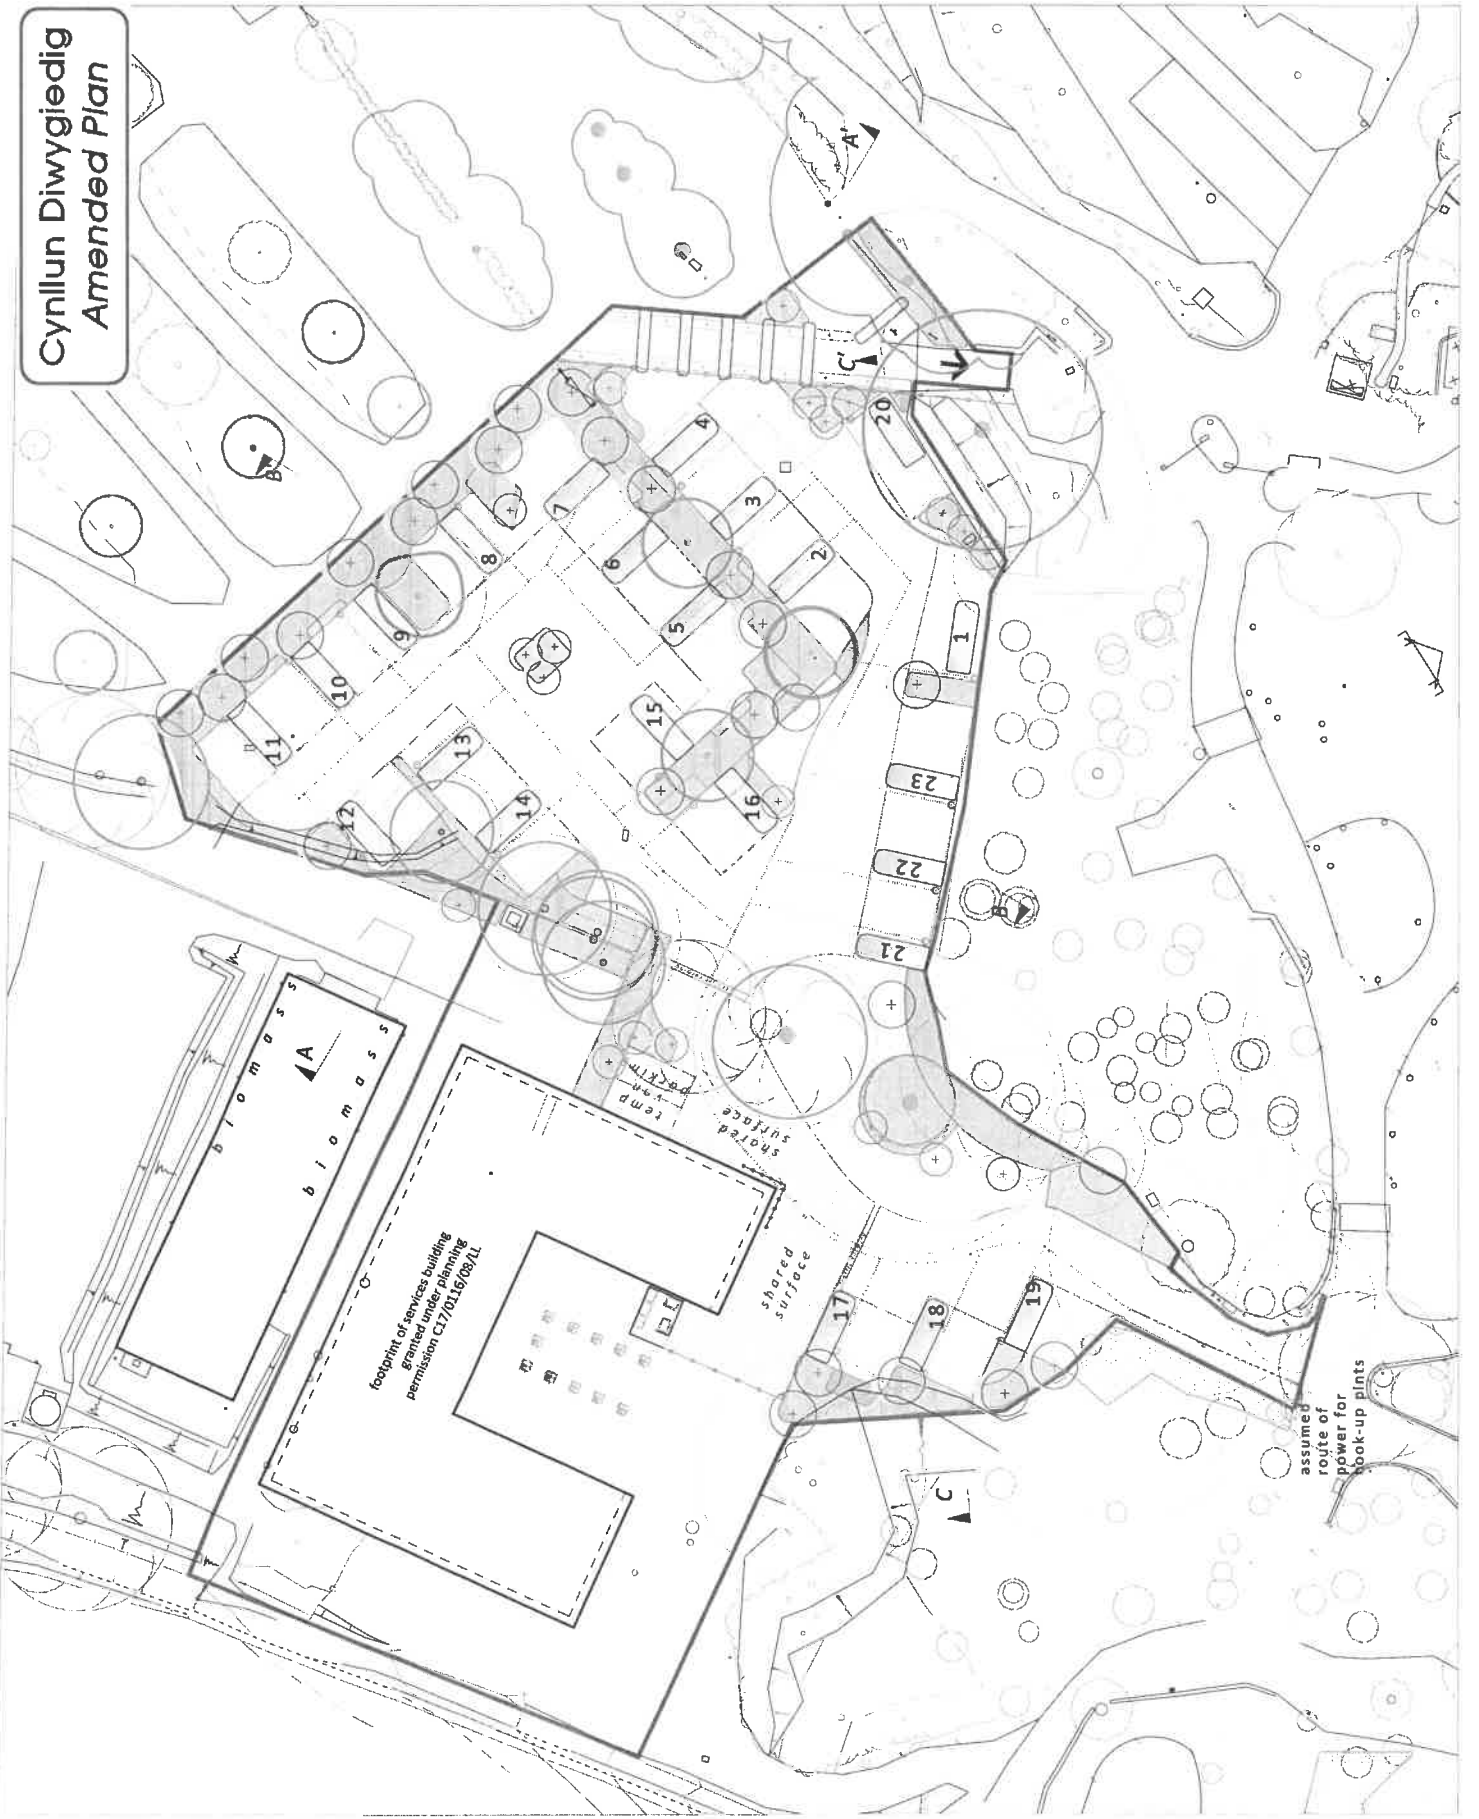 Cynllun Diwygiedig
Amended Plan
A'
C'
B'
20
4
3
7
2
6
8
5
1
9
10
15
11
13
23
12
14
16
22
21
B
A
biomass
biomass
temp
van
parking
shared
surface
footprint of services building
granted under planning
permission C17/0116/08/LL
shared
surface
17
18
19
C
assumed
route of
power for
hook-up pints